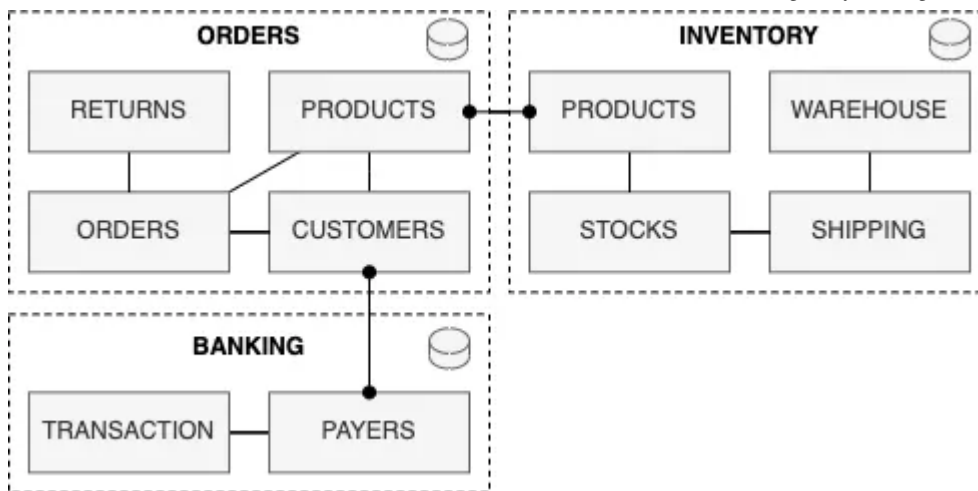 ORDERS
RETURNS
PRODUCTS
ORDERS
CUSTOMERS
INVENTORY
PRODUCTS
WAREHOUSE
STOCKS
SHIPPING
BANKING
TRANSACTION
PAYERS